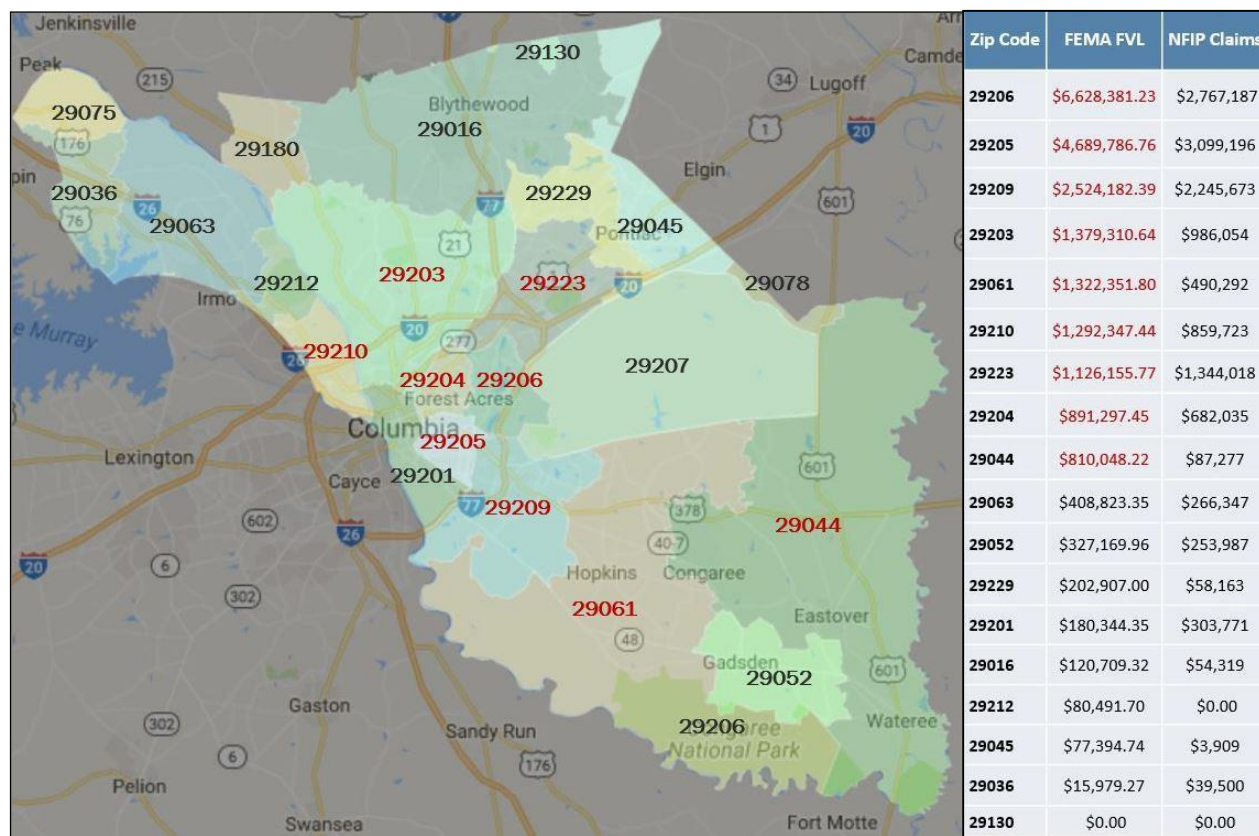 Jenkinsville
Peak
215
29130
34
Lugoff
Blythewood
29075
29016
1
176
29180
20
Elgin
29036
26
77
29229
601
76
29063
29045
21
29203
29212
29223
1
29078
Irmo
20
20
277
29210
26
29207
29204
29206
Forest Acres
Columbia
29205
Lexington
29201
601
Cayce
77
29209
378
29044
602
26
40-7
20
6
Hopkins
Congaree
302
29061
Eastover
48
Gadsden
601
29052
Gaston
29206
Wateree
302
Sandy Run
National Park
6
176
Pelion
Swansea
Fort Motte
Zip Code FEMA FVL NFIP Claims
29206 $6,628,381.23 $2,767,187
29205 $4,689,786.76 $3,099,196
29209 $2,524,182.39 $2,245,673
29203 $1,379,310.64 $986,054
29061 $1,322,351.80 $490,292
29210 $1,292,347.44 $859,723
29223 $1,126,155.77 $1,344,018
29204 $891,297.45 $682,035
29044 $810,048.22 $87,277
29063 $408,823.35 $266,347
29052 $327,169.96 $253,987
29229 $202,907.00 $58,163
29201 $180,344.35 $303,771
29016 $120,709.32 $54,319
29212 $80,491.70 $0.00
29045 $77,394.74 $3,909
29036 $15,979.27 $39,500
29130 $0.00 $0.00